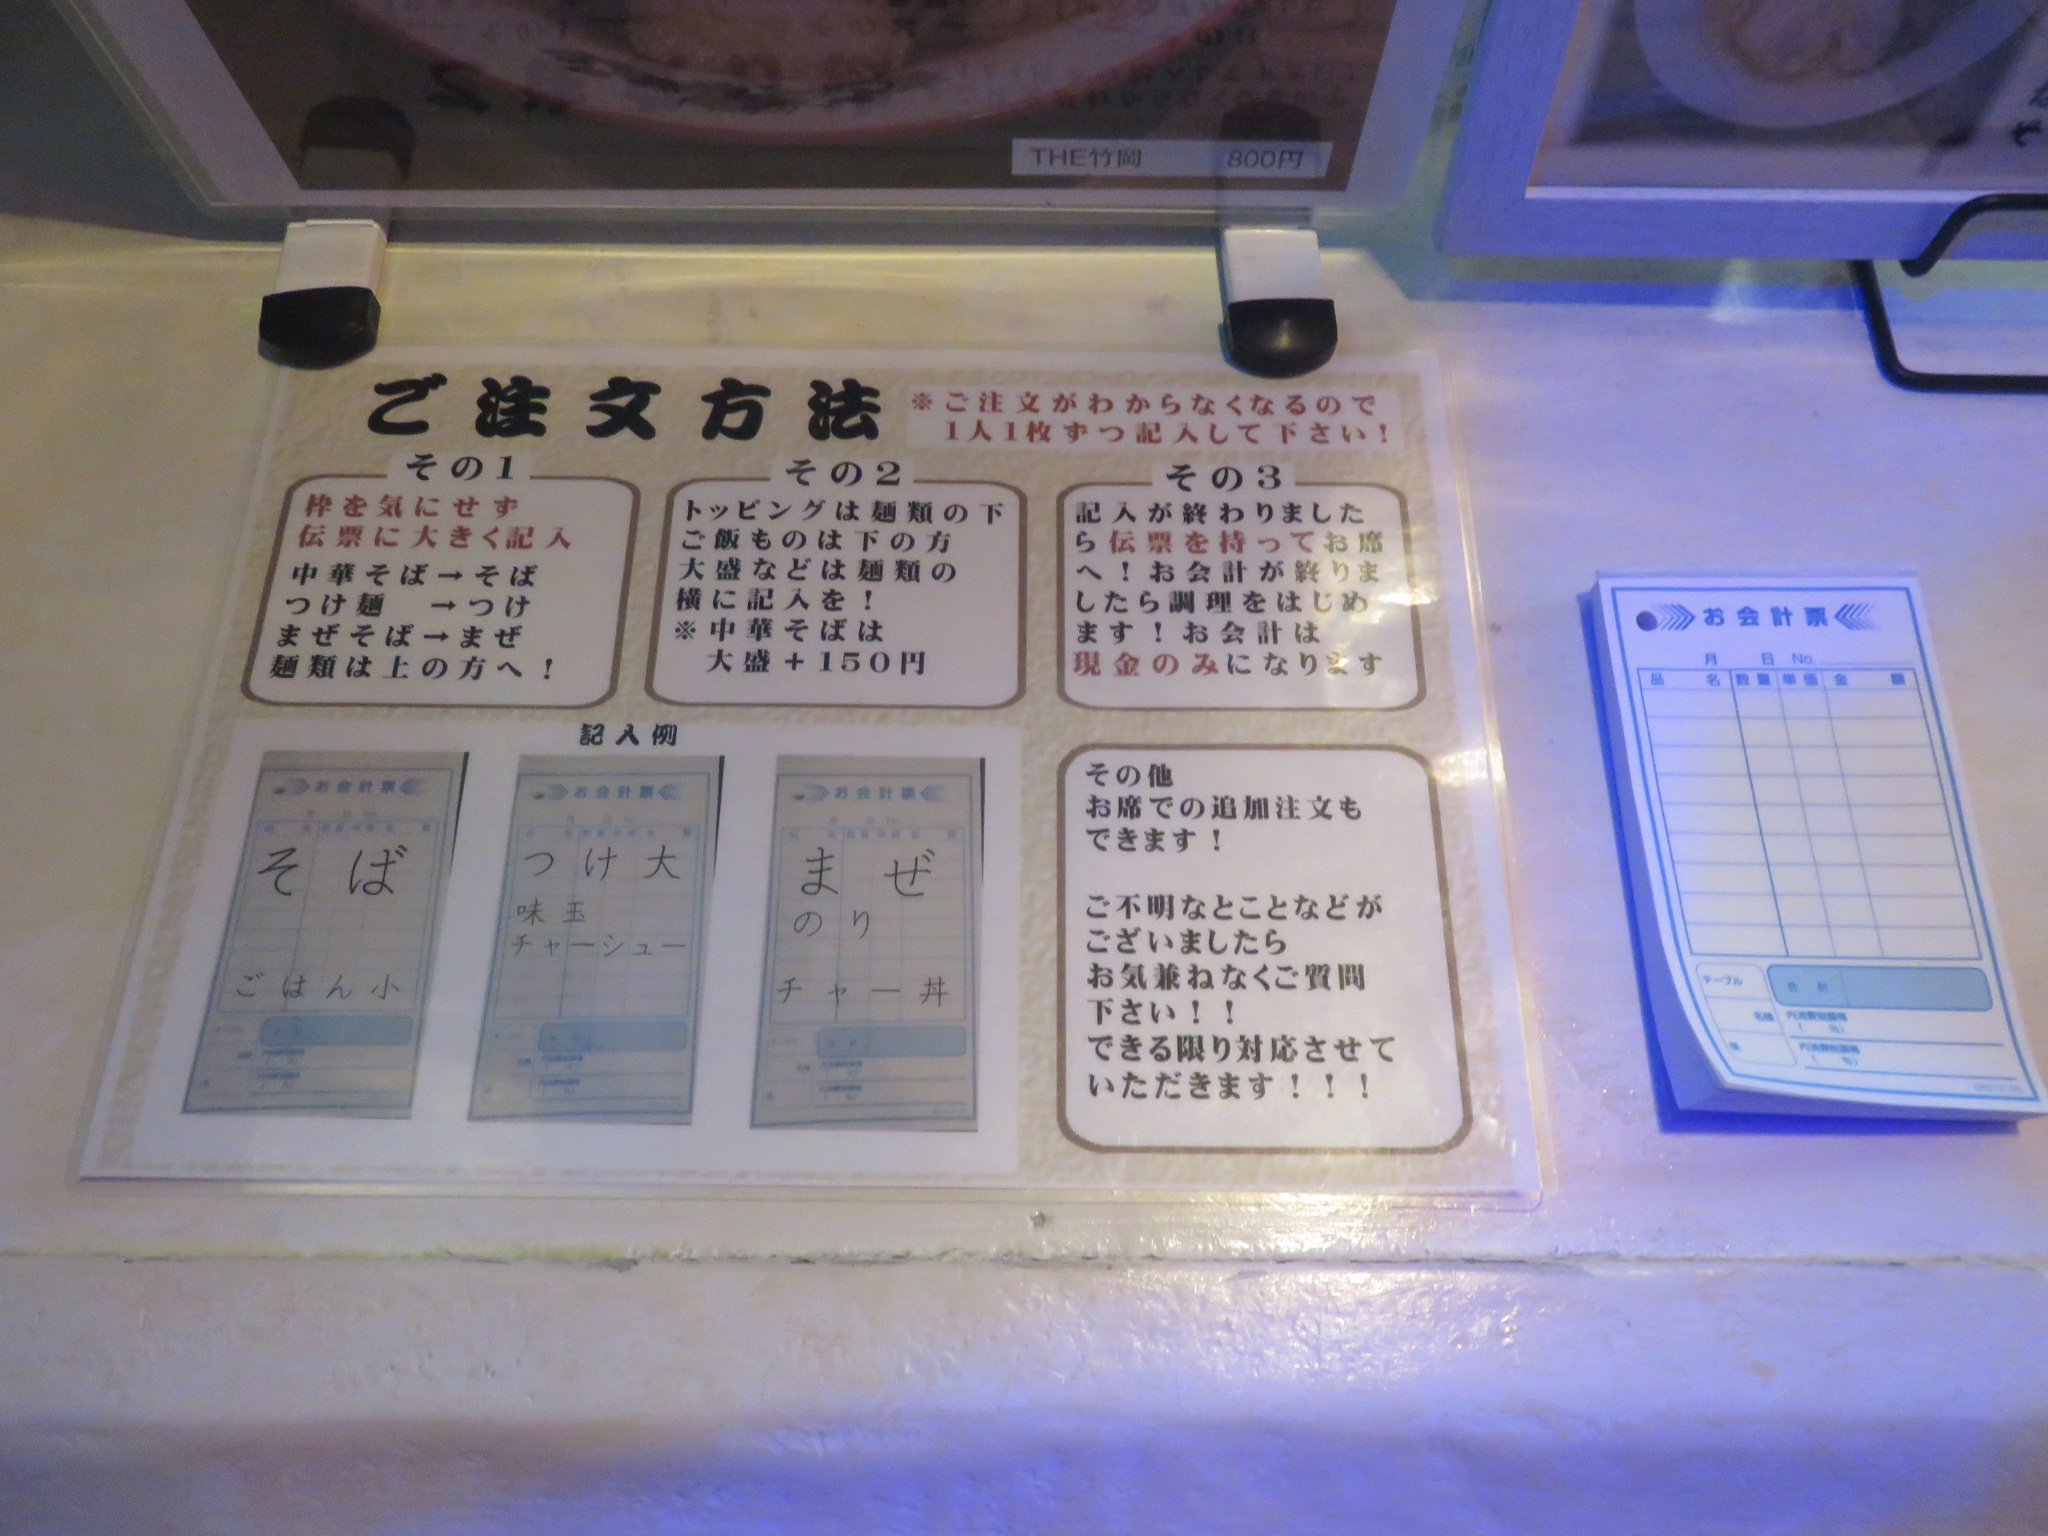 THE竹岡 800円
ご注文方法
※ご注文がわからなくなるので
1人1枚ずつ記入して下さい！
その1
枠を気にせず
伝票に大きく記入
中華そば→そば
つけ麺 →つけ
まぜそば→まぜ
麺類は上の方へ！
その2
トッピングは麺類の下
ご飯ものは下の方
大盛などは麺類の
横に記入を！
※中華そばは
大盛＋150円
その3
記入が終わりました
ら伝票を持ってお席
へ！お会計が終りま
したら調理をはじめ
ます！お会計は
現金のみになります
記入例
お会計票
そば
ごはん小
お会計票
つけ大
味玉
チャーシュー
お会計票
まぜ
のり
チャー丼
その他
お席での追加注文も
できます！
ご不明なとことなどが
ございましたら
お気兼ねなくご質問
下さい！！
できる限り対応させて
いただきます！！！
お会計票
月 日 No.
品名 数量 単価 金額
テーブル
合計
名様
内消費税額等
( %)
係
内消費税額等
( %)